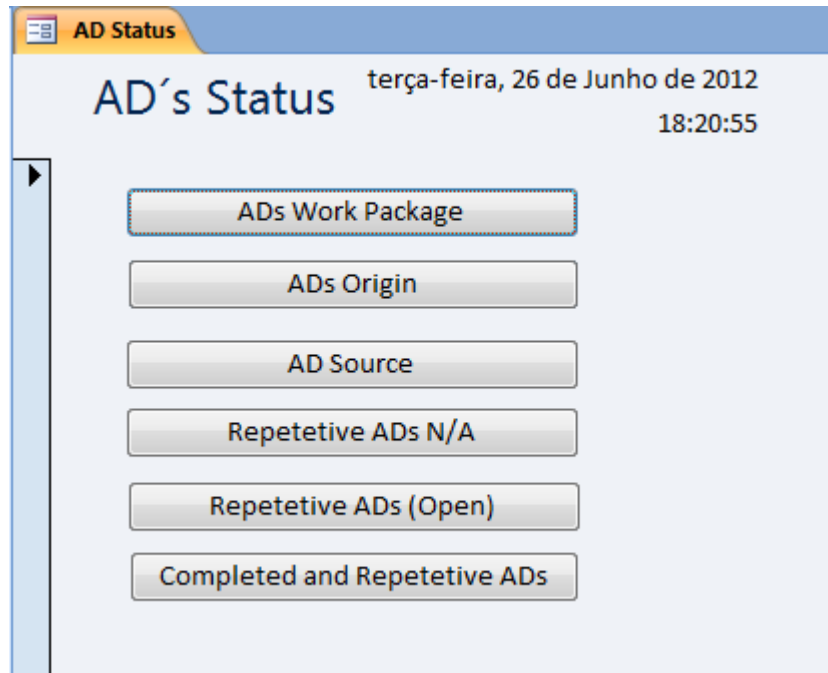 AD Status
AD´s Status
terça-feira, 26 de Junho de 2012
18:20:55
ADs Work Package
ADs Origin
AD Source
Repetetive ADs N/A
Repetetive ADs (Open)
Completed and Repetetive ADs